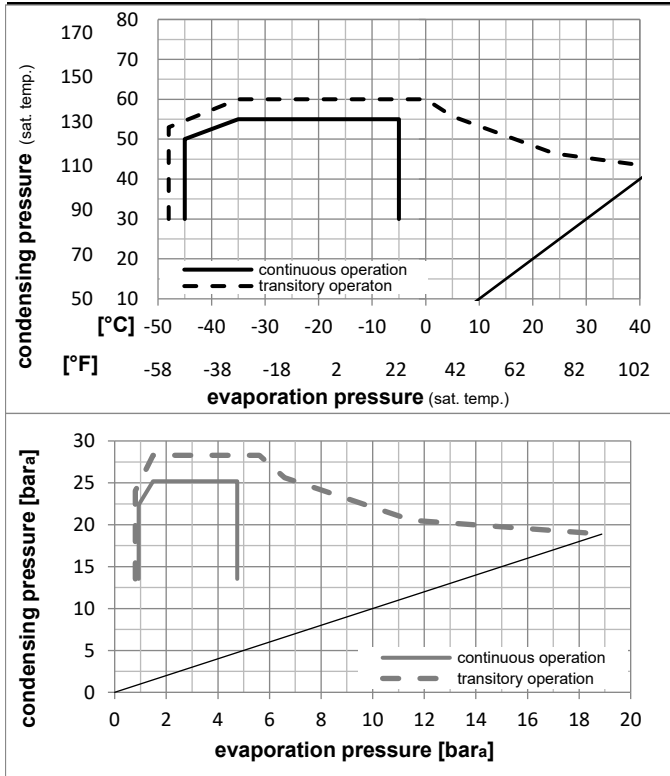 condensing pressure (sat. temp.)
170 80
70
150 60
130 50
110 40
90 30
70 20
50 10
continuous operation
transitory operaton
[°C] -50 -40 -30 -20 -10 0 10 20 30 40
[°F] -58 -38 -18 2 22 42 62 82 102
evaporation pressure (sat. temp.)
condensing pressure [bara]
30
25
20
15
10
5
0
continuous operation
transitory operation
0 2 4 6 8 10 12 14 16 18 20
evaporation pressure [bara]